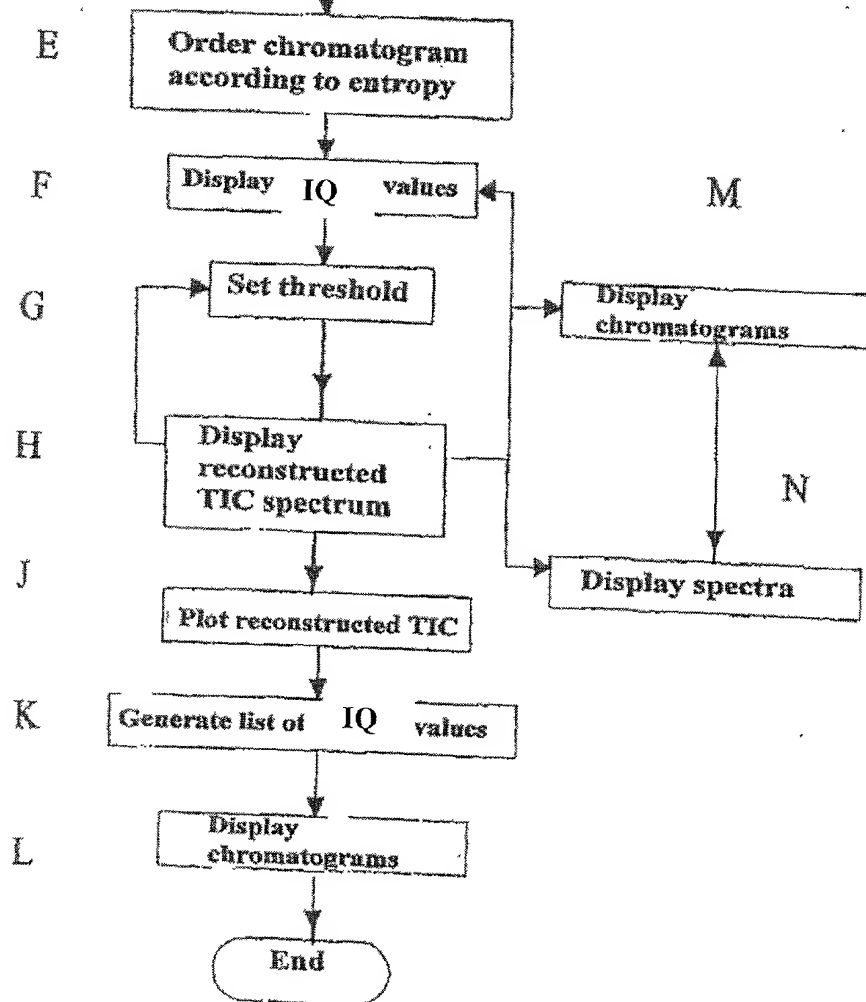 E
Order chromatogram
according to entropy
F
Display IQ values
M
G
Set threshold
Display
chromatograms
H
Display
reconstructed
TIC spectrum
N
J
Display spectra
Plot reconstructed TIC
K
Generate list of IQ values
L
Display
chromatograms
End